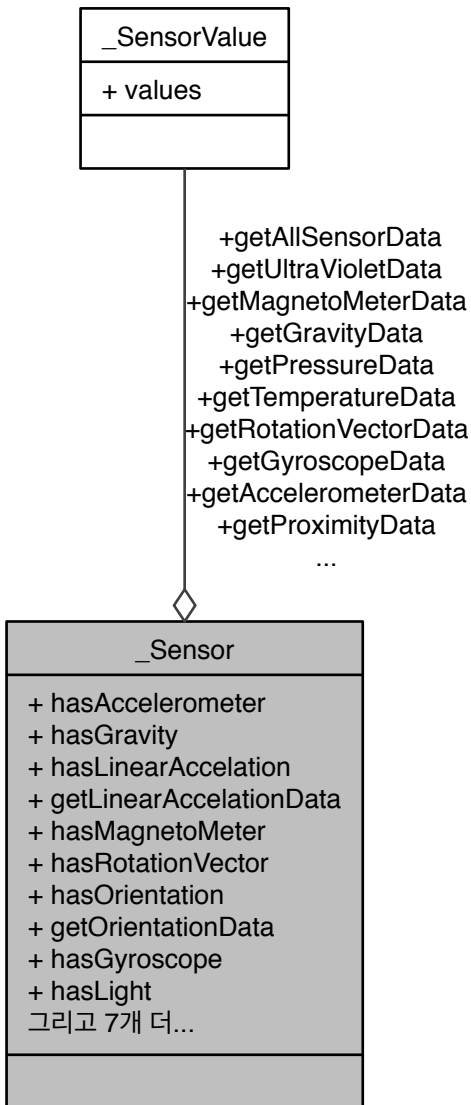 _SensorValue
+ values
+getAllSensorData
+getUltraVioletData
+getMagnetoMeterData
+getGravityData
+getPressureData
+getTemperatureData
+getRotationVectorData
+getGyroscopeData
+getAccelerometerData
+getProximityData
...
_Sensor
+ hasAccelerometer
+ hasGravity
+ hasLinearAccelation
+ getLinearAccelationData
+ hasMagnetoMeter
+ hasRotationVector
+ hasOrientation
+ getOrientationData
+ hasGyroscope
+ hasLight
그리고 7개 더...